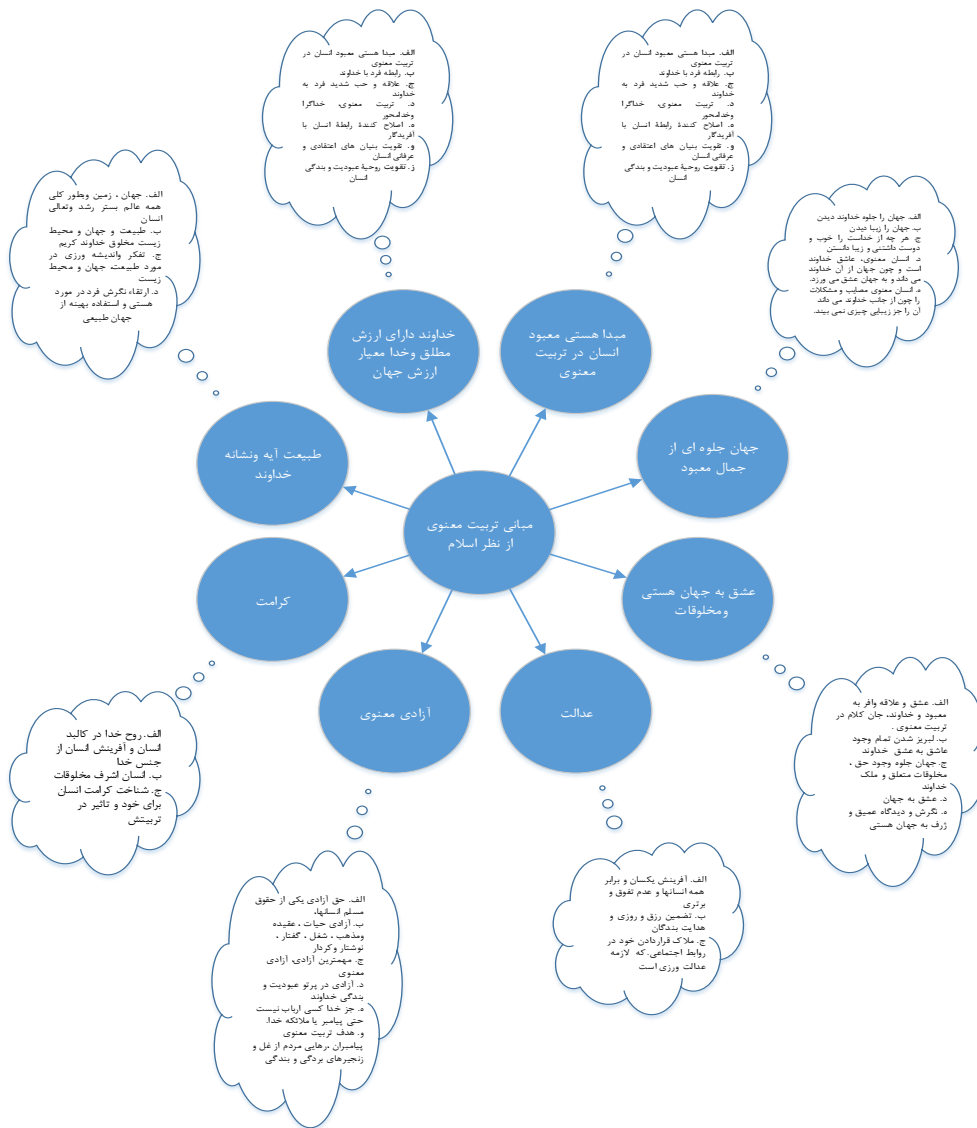 الف. مبدا هستی معبود انسان در
تربیت معنوی
ب. رابطه فرد با خداوند
ج. علاقه و حب شدید فرد به
خداوند
د. تربیت معنوی، خداگرا
وخدامحور
ه. اصلاح کنندۀ رابطۀ انسان با
آفریدگار
و. تقویت بنیان های اعتقادی و
عرفانی انسان
ز. تقویت روحیۀ عبودیت و بندگی
انسان
الف. مبدا هستی معبود انسان در
تربیت معنوی
ب. رابطه فرد با خداوند
ج. علاقه و حب شدید فرد به
خداوند
د. تربیت معنوی، خداگرا
وخدامحور
ه. اصلاح کنندۀ رابطۀ انسان با
آفریدگار
و. تقویت بنیان های اعتقادی و
عرفانی انسان
ز. تقویت روحیۀ عبودیت و بندگی
انسان
الف. جهان را جلوه خداوند دیدن
ب. جهان را زیبا دیدن
ج. هر چه از خداست را خوب و
دوست داشتنی و زیبا دانستن
د. انسان معنوی، عاشق خداوند
است و چون جهان از آن خداوند
می داند و به جهان عشق می ورزد.
ه. انسان معنوی مصایب و مشکلات
را چون از جانب خداوند می داند
آن را جز زیبایی چیزی نمی بیند.
الف. جهان ، زمین وبطور کلی
همه عالم بستر رشد وتعالی
انسان
ب. طبیعت و جهان و محیط
زیست مخلوق خداوند کریم
ج. تفکر واندیشه ورزی در
مورد طبیعت، جهان و محیط
زیست
د. ارتقاء نگرش فرد در مورد
هستی و استفاده بهینه از
جهان طبیعی
مبدا هستی معبود
انسان در تربیت
معنوی
خداوند دارای ارزش
مطلق وخدا معیار
ارزش جهان
جهان جلوه ای از
جمال معبود
طبیعت آیه ونشانه
خداوند
مبانی تربیت معنوی
از نظر اسلام
عشق به جهان هستی
ومخلوقات
کرامت
عدالت
آزادی معنوی
الف. عشق و علاقه وافر به
معبود و خداوند، جان کلام در
تربیت معنوی .
ب. لبریز شدن تمام وجود
عاشق به عشق خداوند
ج. جهان جلوه وجود حق ،
مخلوقات متعلق و ملک
خداوند
د. عشق به جهان
ه. نگرش و دیدگاه عمیق و
ژرف به جهان هستی
الف. روح خدا در کالبد
انسان و آفرینش انسان از
جنس خدا
ب. انسان اشرف مخلوقات
ج. شناخت کرامت انسان
برای خود و تاثیر در
تربیتش
الف. آفرینش یکسان و برابر
همه انسانها و عدم تفوق و
برتری
ب. تضمین رزق و روزی و
هدایت بندگان
ج. ملاک قراردادن خود در
روابط اجتماعی. که لازمه
عدالت ورزی است
الف. حق آزادی یکی از حقوق
مسلم انسانها،
ب. آزادی حیات ، عقیده
ومذهب ، شغل ، گفتار ،
نوشتار وکردار
ج. مهمترین آزادی، آزادی
معنوی
د. آزادی در پرتو عبودیت و
بندگی خداوند
ه. جز خدا کسی ارباب نیست
حتی پیامبر یا ملائکه خدا.
و. هدف تربیت معنوی
پیامبران ،رهایی مردم از غل و
زنجیرهای بردگی و بندگی